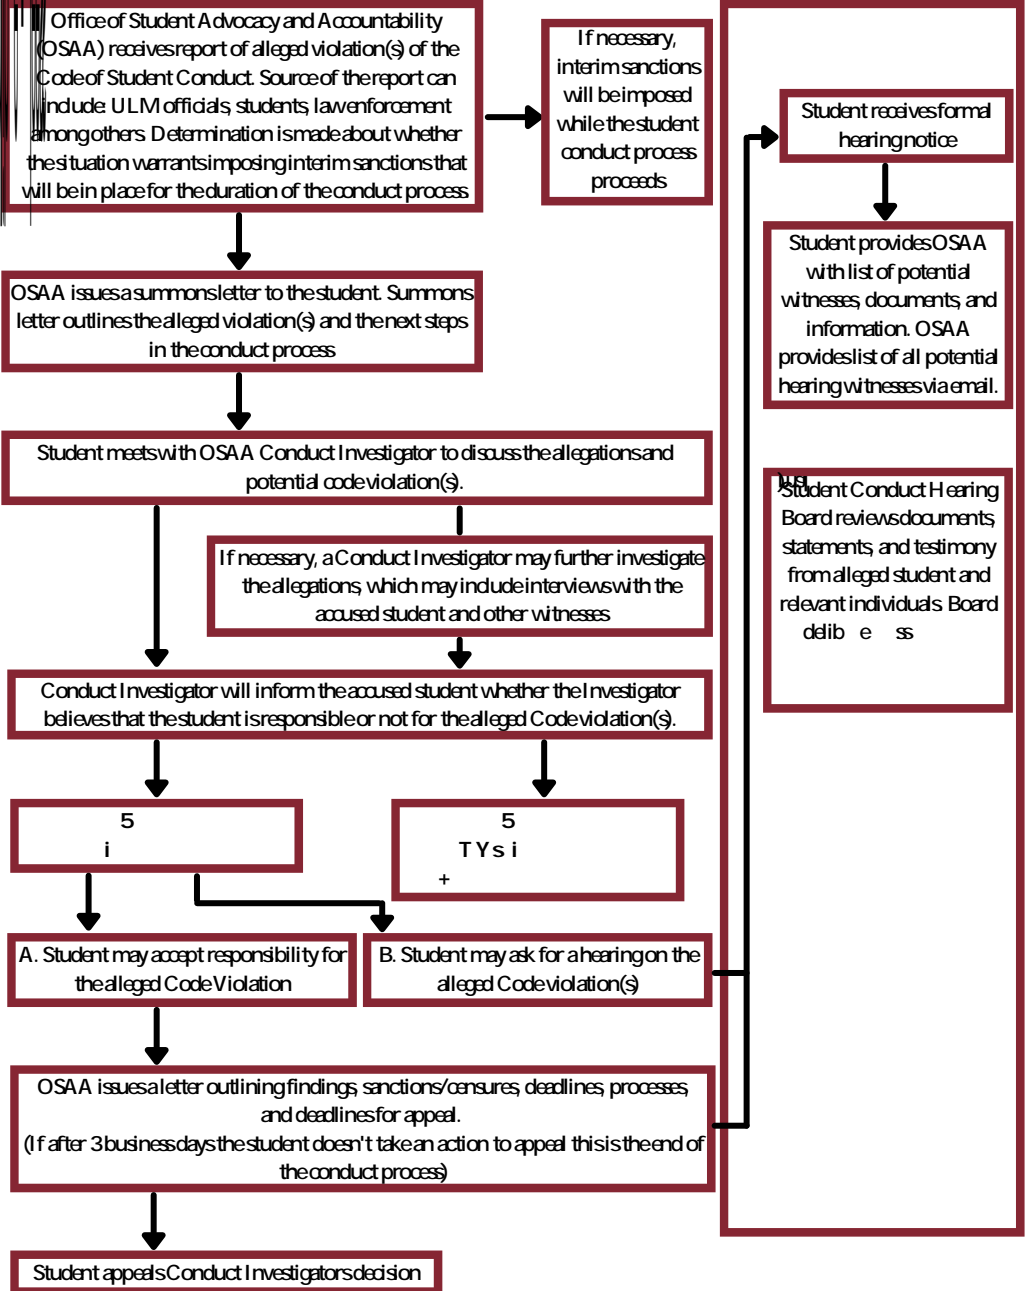 Office of Student Advocacy and Accountability
(OSAA) receives report of alleged violation(s) of the
Code of Student Conduct. Source of the report can
include: ULM officials, students, law enforcement
among others. Determination is made about whether
the situation warrants imposing interim sanctions that
will be in place for the duration of the conduct process.
If necessary,
interim sanctions
will be imposed
while the student
conduct process
proceeds
OSAA issues a summons letter to the student. Summons
letter outlines the alleged violation(s) and the next steps
in the conduct process
Student meets with OSAA Conduct Investigator to discuss the allegations and
potential code violation(s).
If necessary, a Conduct Investigator may further investigate
the allegations, which may include interviews with the
accused student and other witnesses
Conduct Investigator will inform the accused student whether the Investigator
believes that the student is responsible or not for the alleged Code violation(s).
5
i
5
T Y s i
+
A. Student may accept responsibility for
the alleged Code Violation
B. Student may ask for a hearing on the
alleged Code violation(s)
OSAA issues a letter outlining findings, sanctions/censures, deadlines, processes,
and deadlines for appeal.
(If after 3 business days the student doesn't take an action to appeal this is the end of
the conduct process)
Student appeals Conduct Investigators decision
Student receives formal
hearing notice
Student provides OSAA
with list of potential
witnesses, documents, and
information. OSAA
provides list of all potential
hearing witnesses via email.
Student Conduct Hearing
Board reviews documents,
statements, and testimony
from alleged student and
relevant individuals. Board
delib e ss